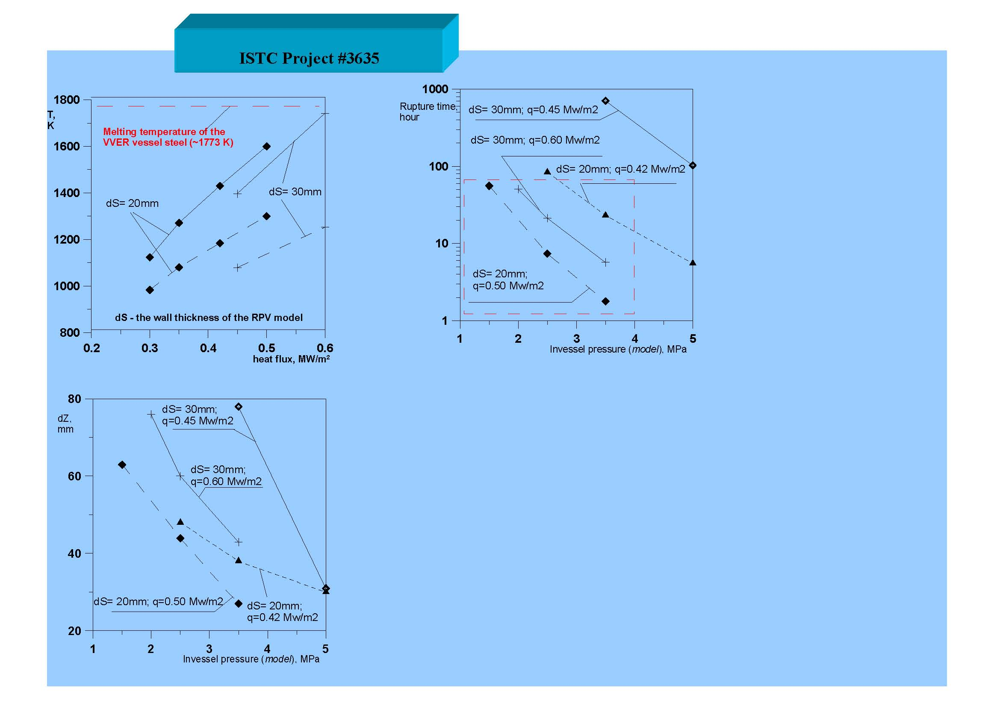 ISTC Project #3635
1800
T,
K
1600
1400
1200
1000
800
Melting temperature of the
VVER vessel steel (~1773 K)
dS= 20mm
dS= 30mm
dS - the wall thickness of the RPV model
0.2 0.3 0.4 0.5 0.6
heat flux, MW/m²
1000
Rupture time,
hour
100
10
1
dS= 30mm; q=0.45 Mw/m2
dS= 30mm; q=0.60 Mw/m2
dS= 20mm; q=0.42 Mw/m2
dS= 20mm;
q=0.50 Mw/m2
1 2 3 4 5
Invessel pressure (model), MPa
80
dZ,
mm
60
40
20
dS= 30mm;
q=0.45 Mw/m2
dS= 30mm;
q=0.60 Mw/m2
dS= 20mm; q=0.50 Mw/m2
dS= 20mm;
q=0.42 Mw/m2
1 2 3 4 5
Invessel pressure (model), MPa